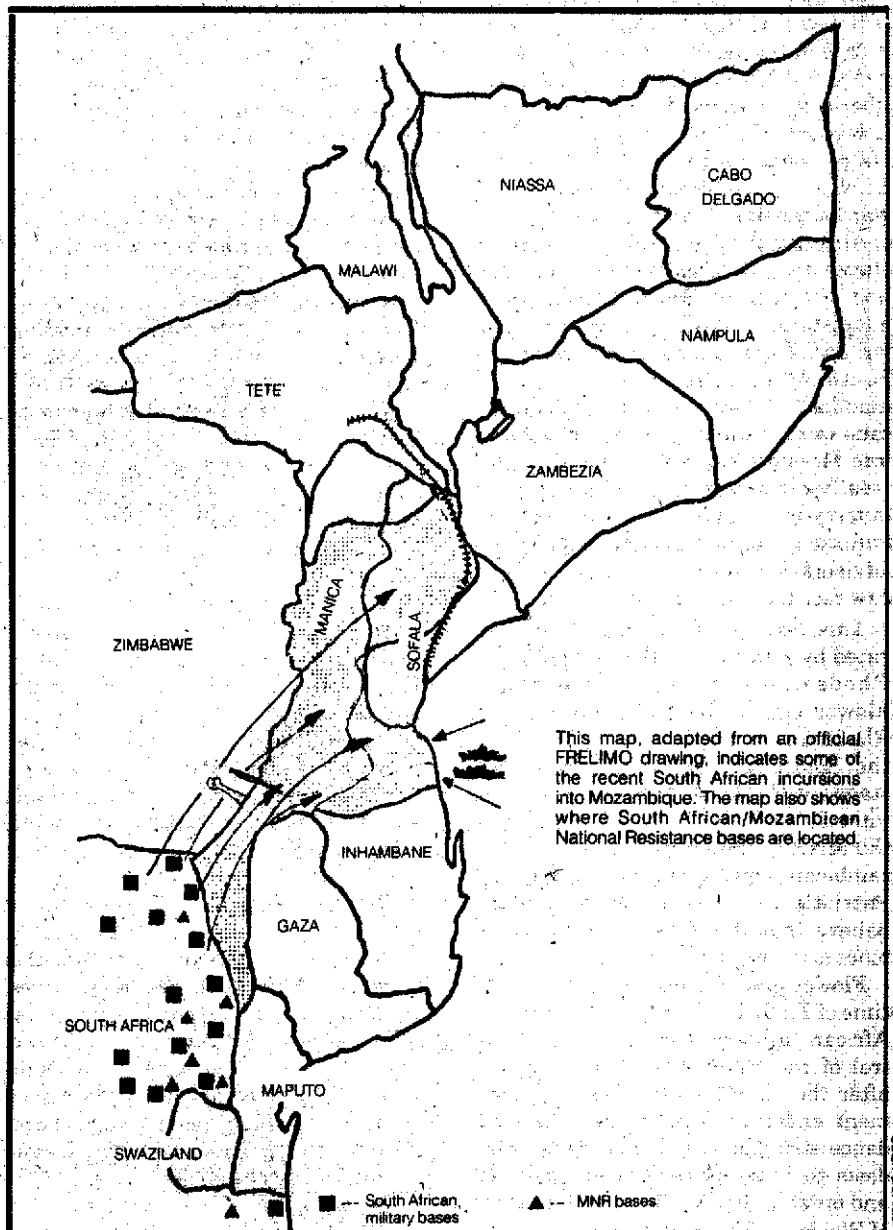 NIASSA
CABO
DELGADO
MALAWI
NAMPULA
TETE
ZAMBEZIA
MANICA
SOFALA
ZIMBABWE
This map, adapted from an official
FRELIMO drawing, indicates some of
the recent South African incursions
into Mozambique. The map also shows
where South African/Mozambican
National Resistance bases are located.
INHAMBANE
GAZA
SOUTH AFRICA
MAPUTO
SWAZILAND
--- South African
military bases
--- MNR bases